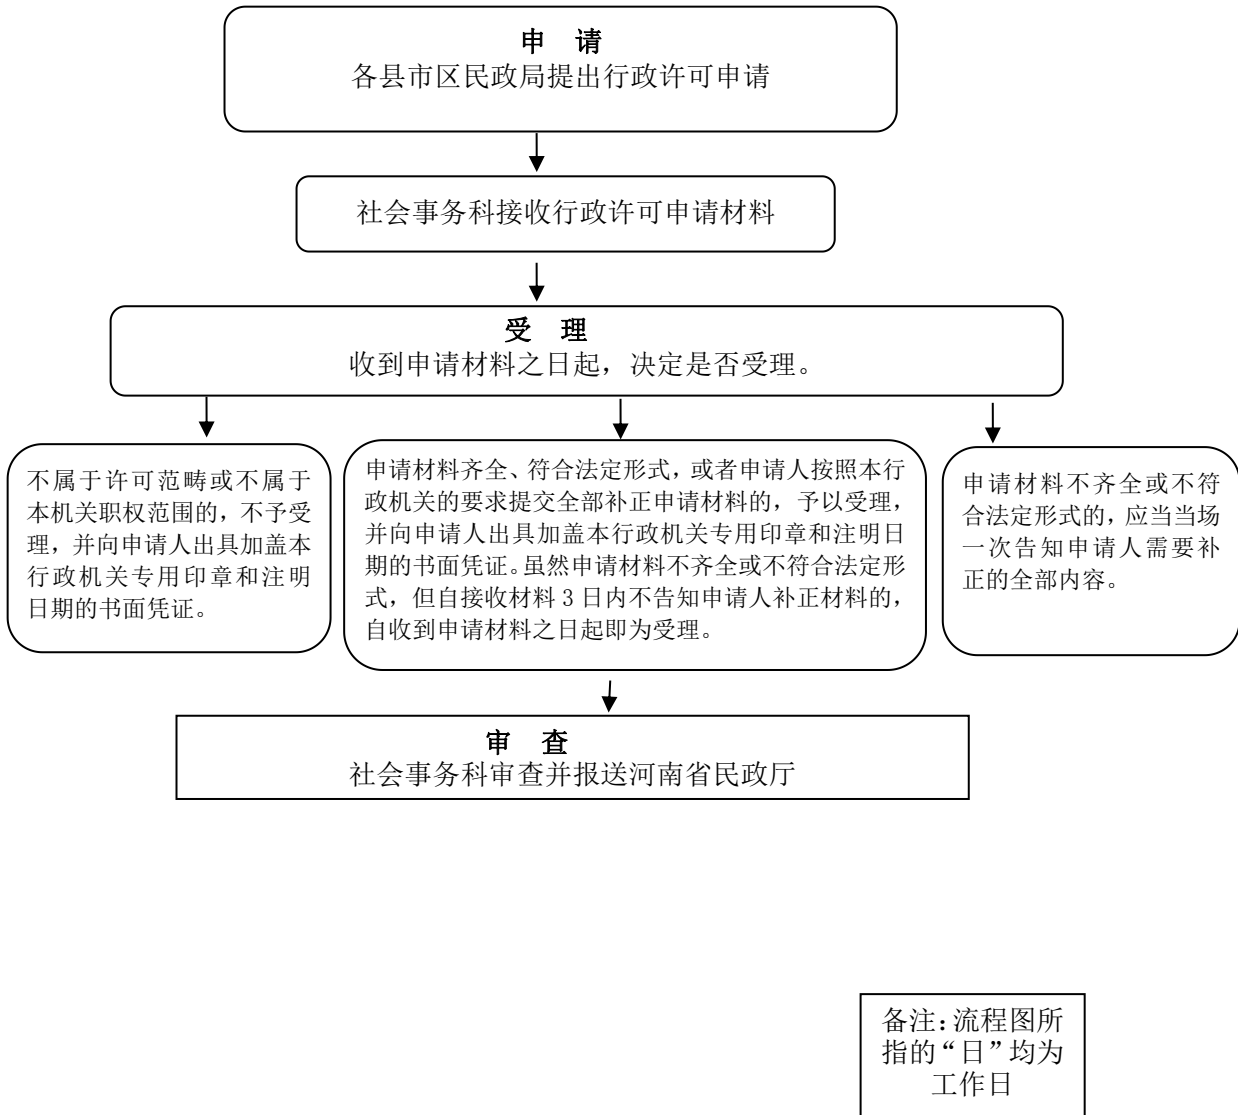 申 请
各县市区民政局提出行政许可申请
社会事务科接收行政许可申请材料
受 理
收到申请材料之日起，决定是否受理。
不属于许可范畴或不属于
本机关职权范围的，不予受
理，并向申请人出具加盖本
行政机关专用印章和注明
日期的书面凭证。
申请材料齐全、符合法定形式，或者申请人按照本行
政机关的要求提交全部补正申请材料的，予以受理，
并向申请人出具加盖本行政机关专用印章和注明日
期的书面凭证。虽然申请材料不齐全或不符合法定形
式，但自接收材料 3 日内不告知申请人补正材料的，
自收到申请材料之日起即为受理。
申请材料不齐全或不符
合法定形式的，应当当场
一次告知申请人需要补
正的全部内容。
审 查
社会事务科审查并报送河南省民政厅
备注：流程图所
指的“日”均为
工作日